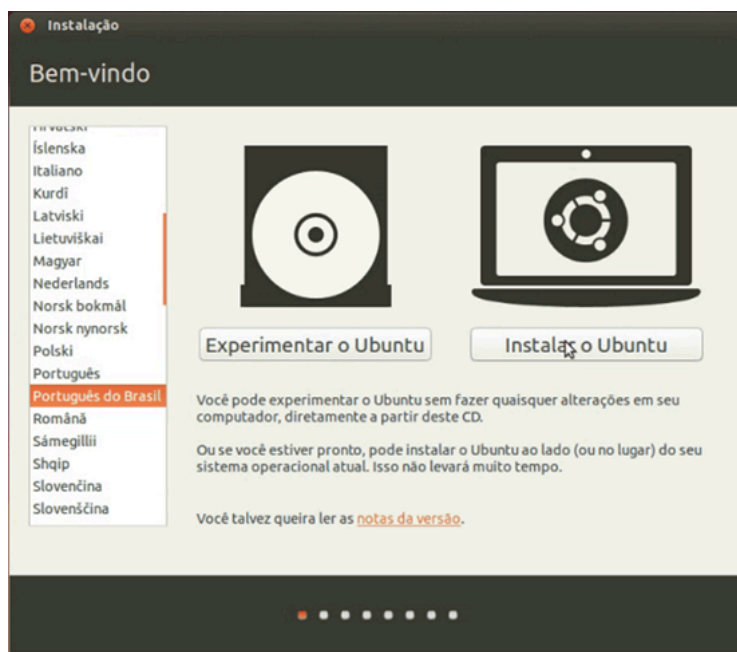 Instalação
Bem-vindo
Hrvatski
Íslenska
Italiano
Kurdî
Latviski
Lietuviškai
Magyar
Nederlands
Norsk bokmål
Norsk nynorsk
Polski
Português
Português do Brasil
Română
Sámegillii
Shqip
Slovenčina
Slovenščina
Experimentar o Ubuntu
Instalar o Ubuntu
Você pode experimentar o Ubuntu sem fazer quaisquer alterações em seu
computador, diretamente a partir deste CD.
Ou se você estiver pronto, pode instalar o Ubuntu ao lado (ou no lugar) do seu
sistema operacional atual. Isso não levará muito tempo.
Você talvez queira ler as notas da versão.